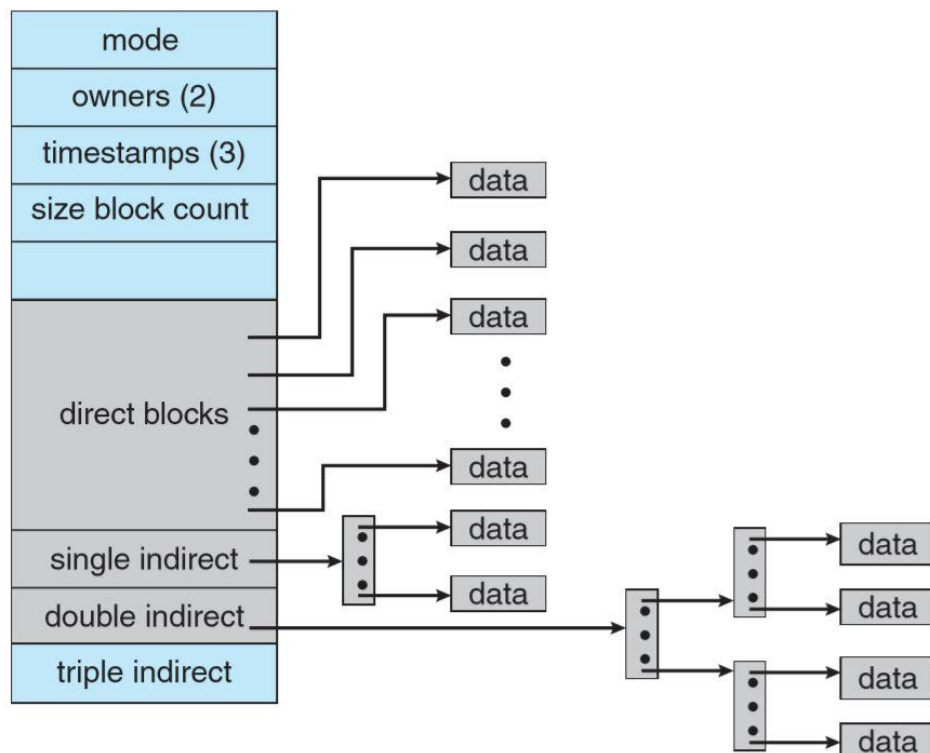 mode
owners (2)
timestamps (3)
size block count
data
data
data
direct blocks
data
single indirect
data
data
double indirect
triple indirect
data
data
data
data